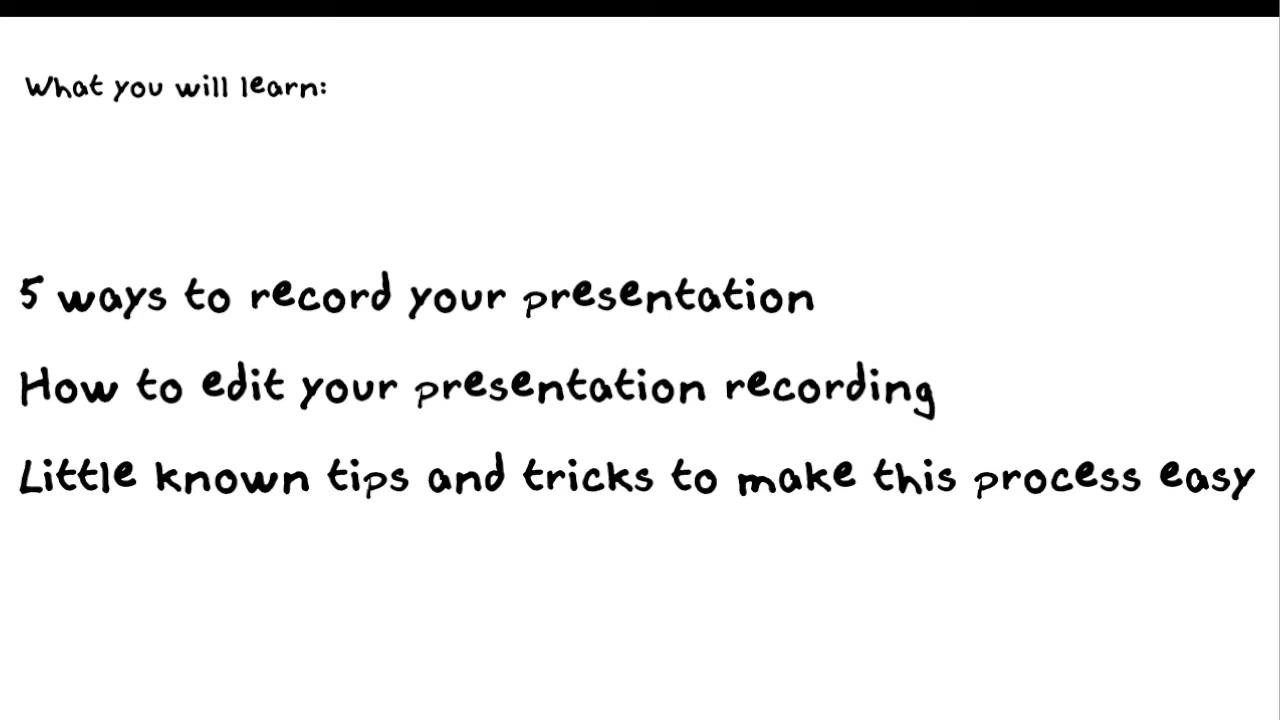 What you will learn:
5 ways to record your presentation
How to edit your presentation recording
Little known tips and tricks to make this process easy